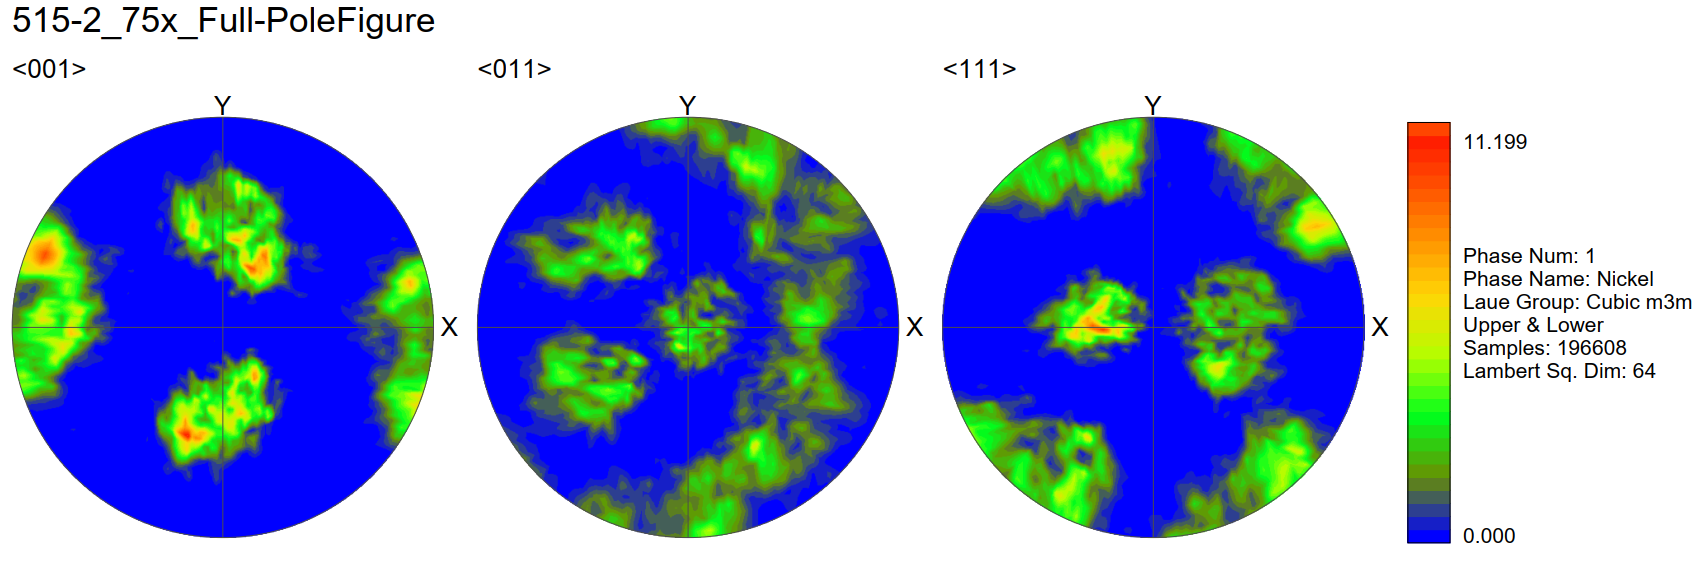 515-2_75x_Full-PoleFigure
<001>
<011>
<111>
Y
Y
Y
X
X
X
11.199
Phase Num: 1
Phase Name: Nickel
Laue Group: Cubic m3m
Upper & Lower
Samples: 196608
Lambert Sq. Dim: 64
0.000